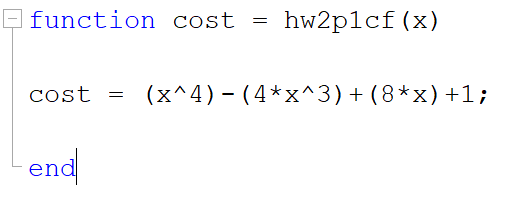 function cost = hw2p1cf(x)
cost = (x^4)-(4*x^3)+(8*x)+1;
end